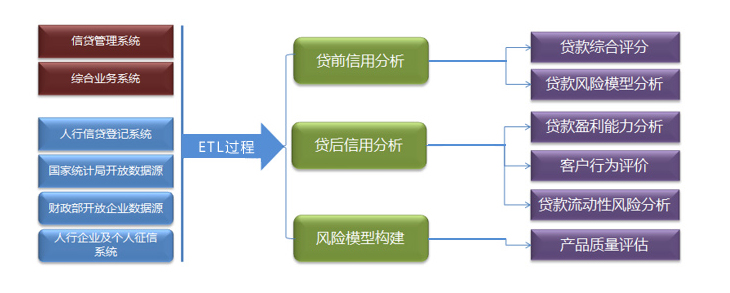 信贷管理系统
综合业务系统
人行信贷登记系统
国家统计局开放数据源
财政部开放企业数据源
人行企业及个人征信
系统
ETL过程
贷前信用分析
贷后信用分析
风险模型构建
贷款综合评分
贷款风险模型分析
贷款盈利能力分析
客户行为评价
贷款流动性风险分析
产品质量评估